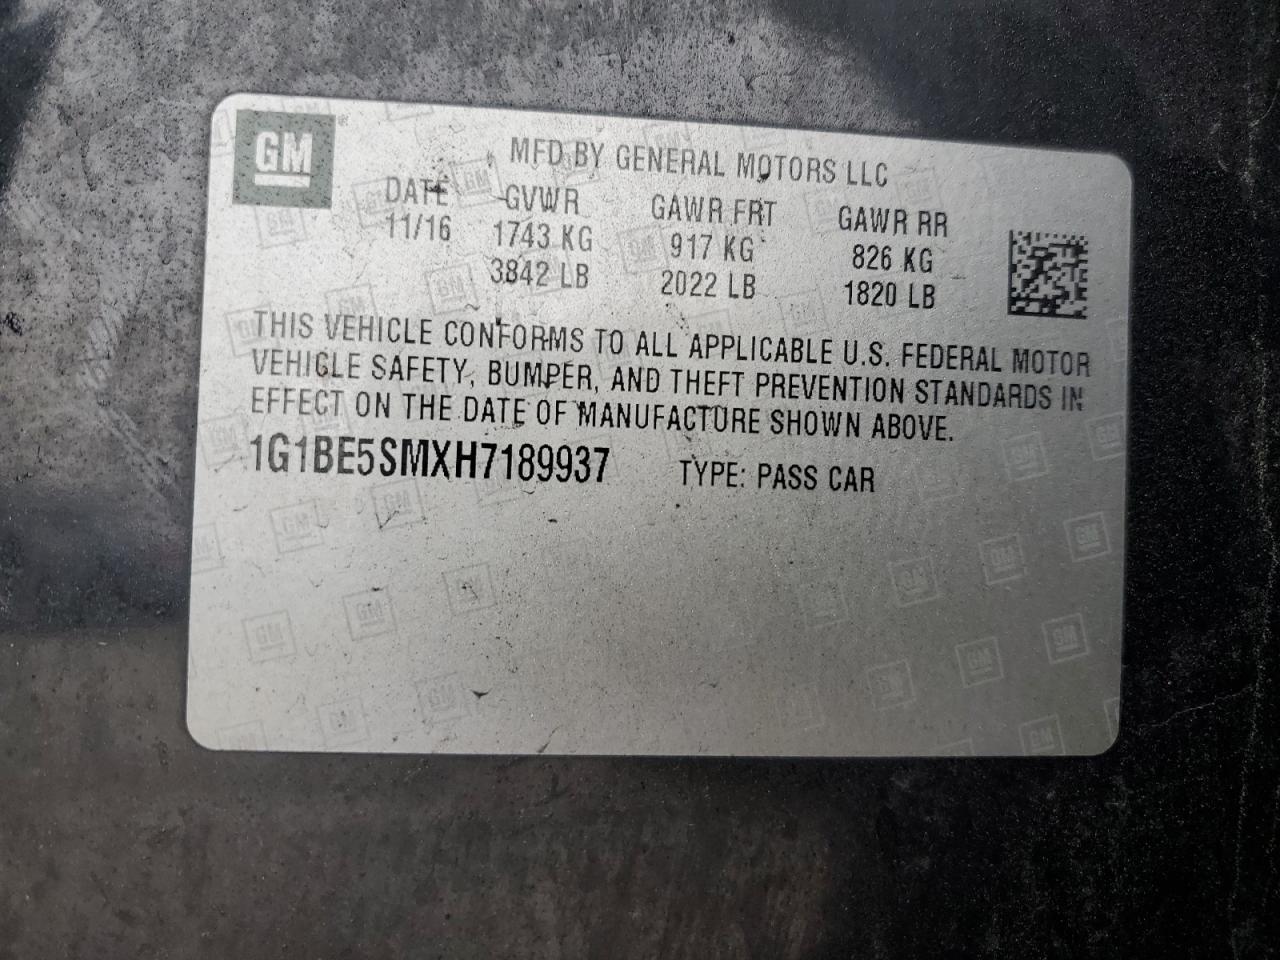 GM®
MFD BY GENERAL MOTORS LLC
DATE GVWR GAWR FRT GAWR RR
11/16 1743 KG 917 KG 826 KG
3842 LB 2022 LB 1820 LB
THIS VEHICLE CONFORMS TO ALL APPLICABLE U.S. FEDERAL MOTOR
VEHICLE SAFETY, BUMPER, AND THEFT PREVENTION STANDARDS IN
EFFECT ON THE DATE OF MANUFACTURE SHOWN ABOVE.
1G1BE5SMXH7189937 TYPE: PASS CAR